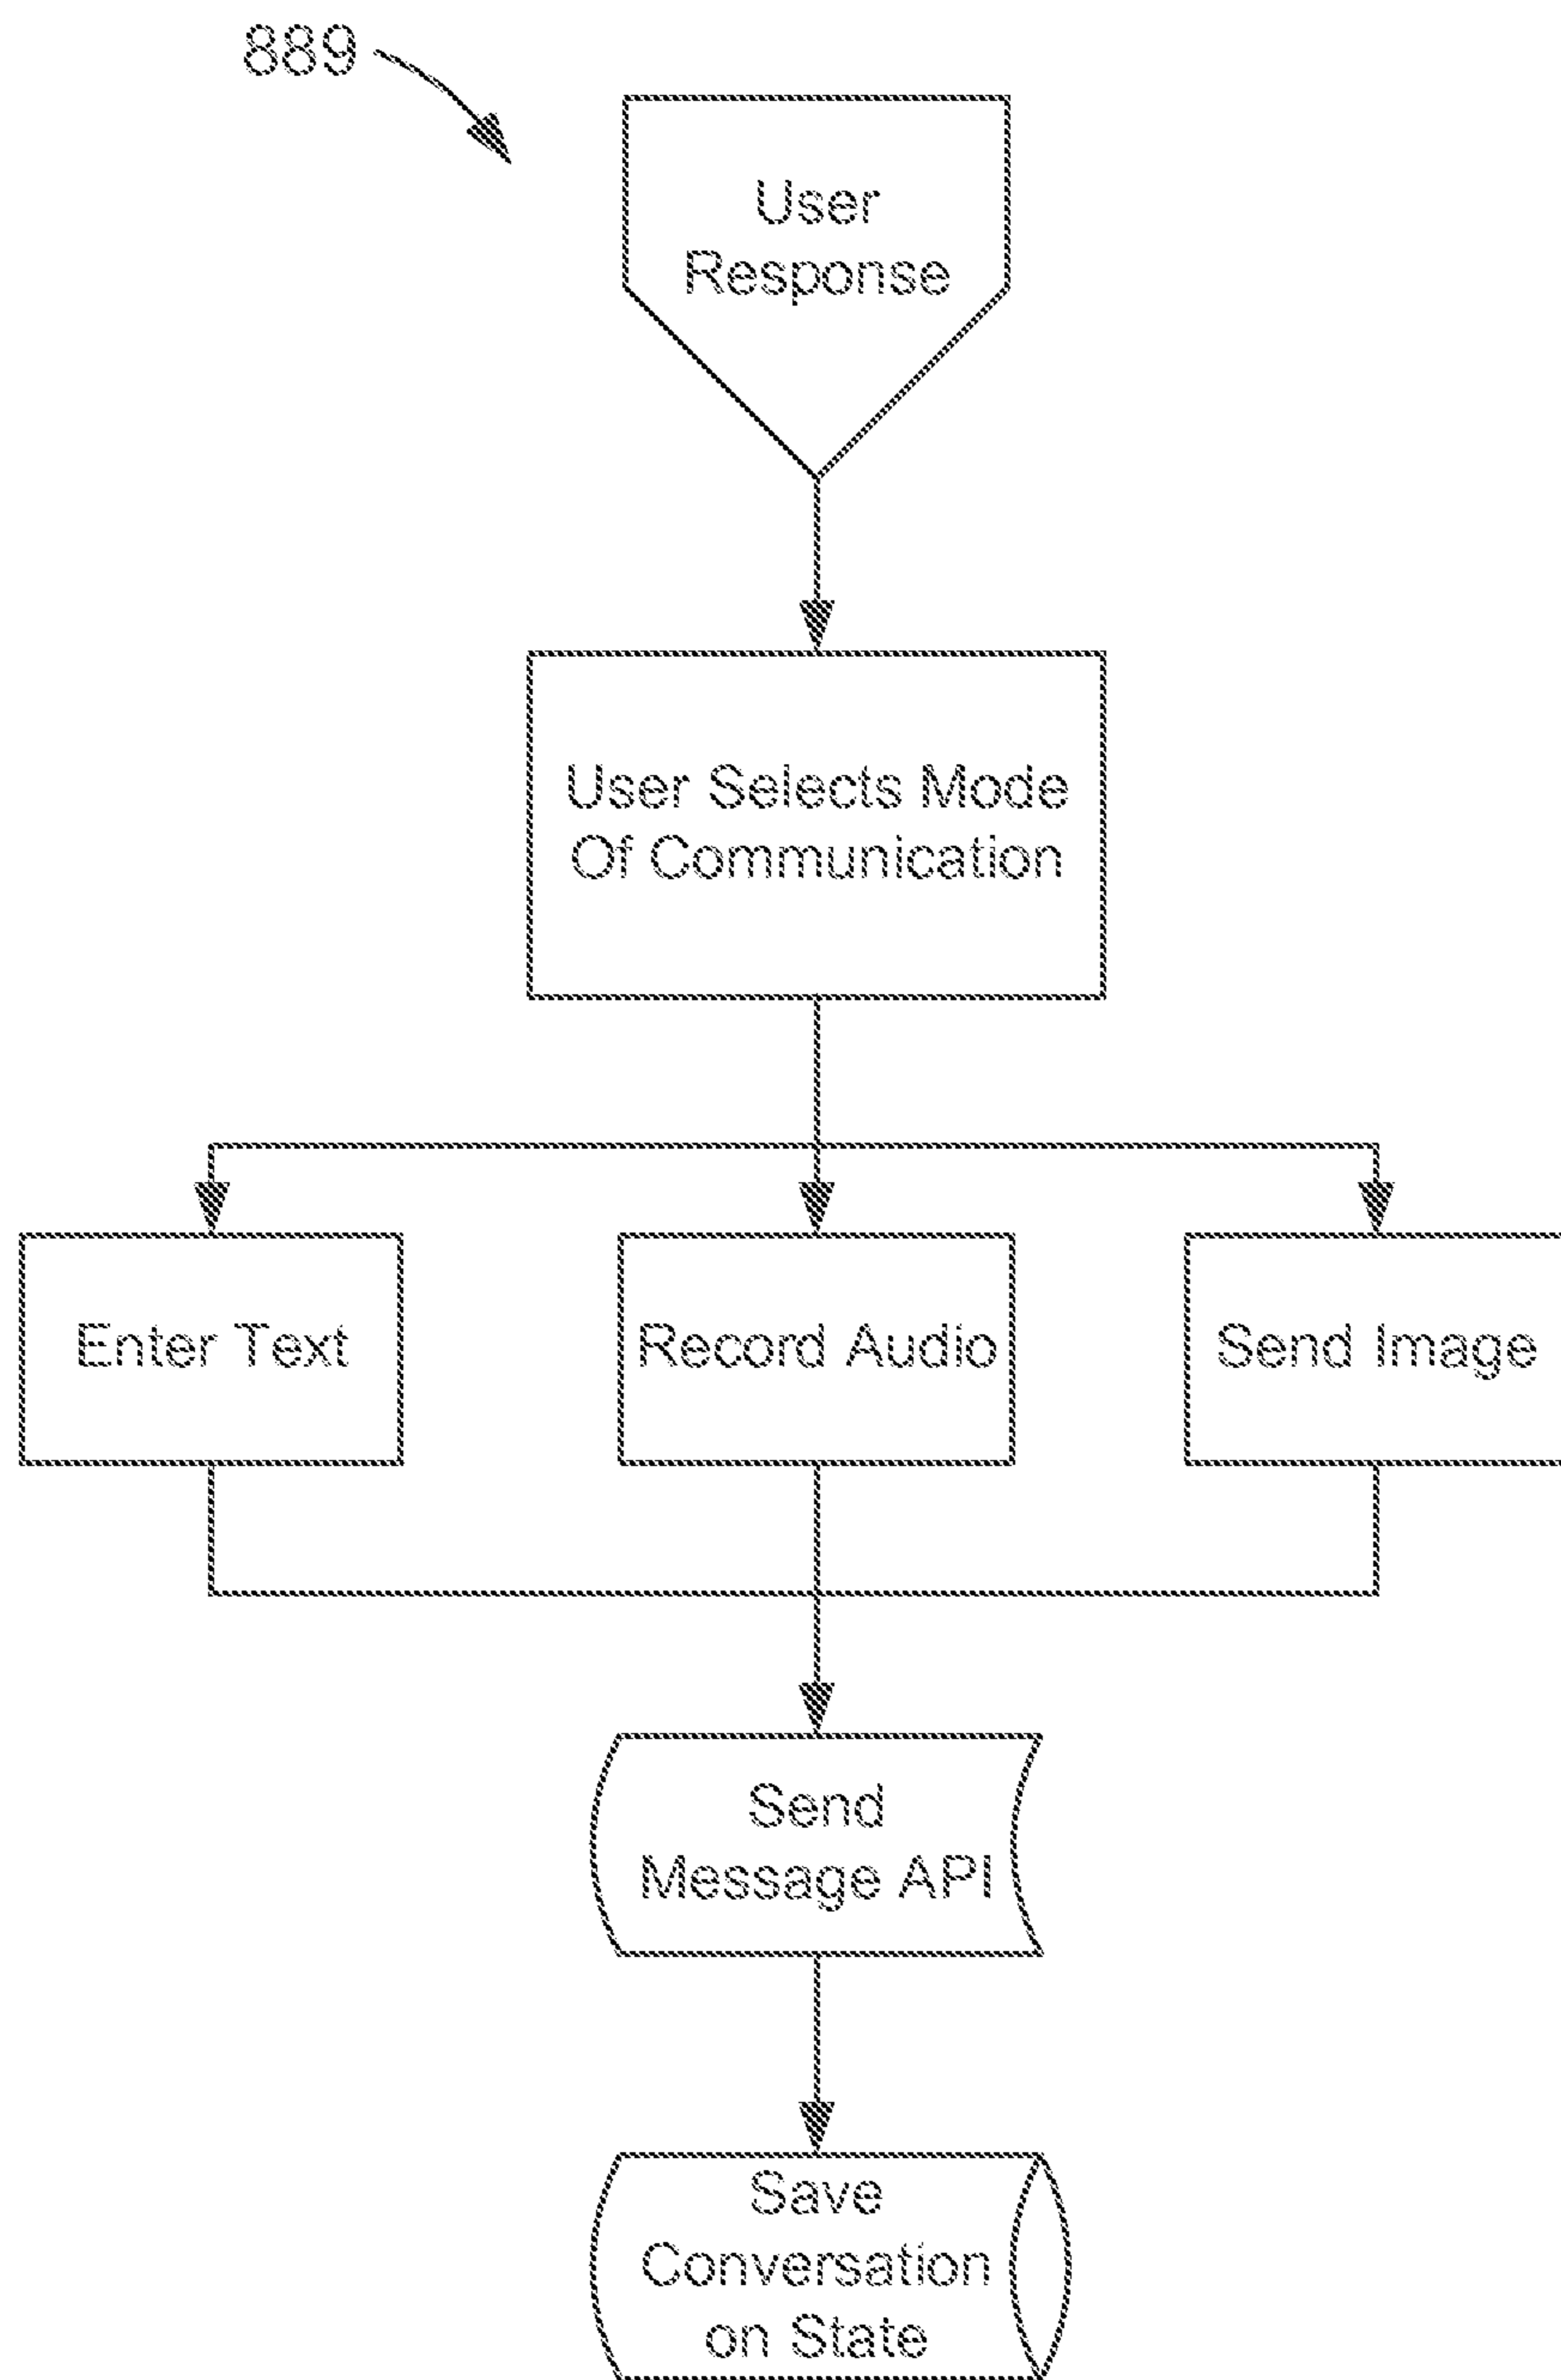 889
User
Response
User Selects Mode
Of Communication
Enter Text
Record Audio
Send Image
Send
Message API
Save
Conversation
on State